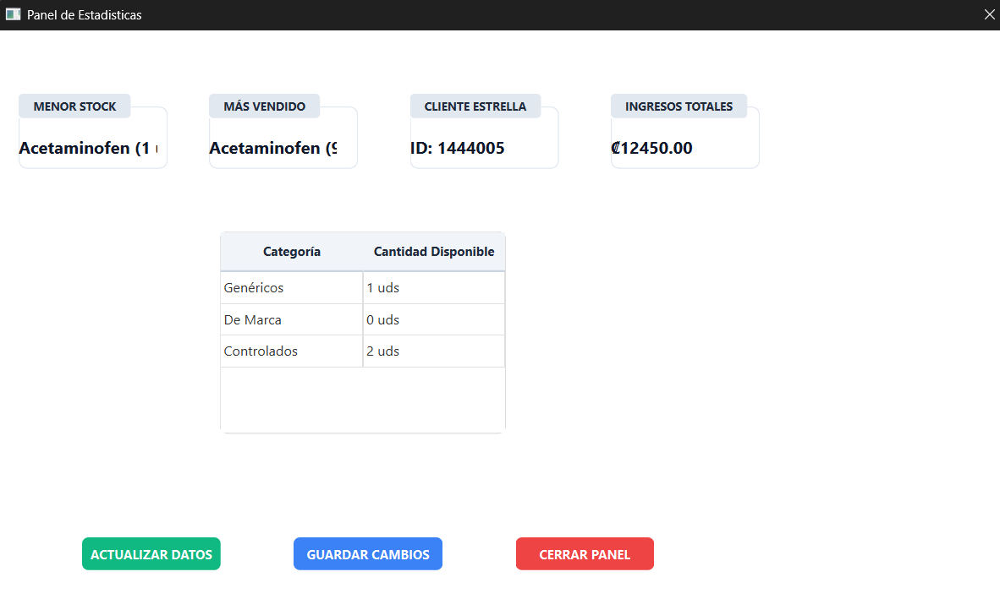 Panel de Estadisticas
MENOR STOCK
MÁS VENDIDO
CLIENTE ESTRELLA
INGRESOS TOTALES
Acetaminofen (1
Acetaminofen (9
ID: 1444005
₡12450.00
Categoría Cantidad Disponible
Genéricos 1 uds
De Marca 0 uds
Controlados 2 uds
ACTUALIZAR DATOS
GUARDAR CAMBIOS
CERRAR PANEL